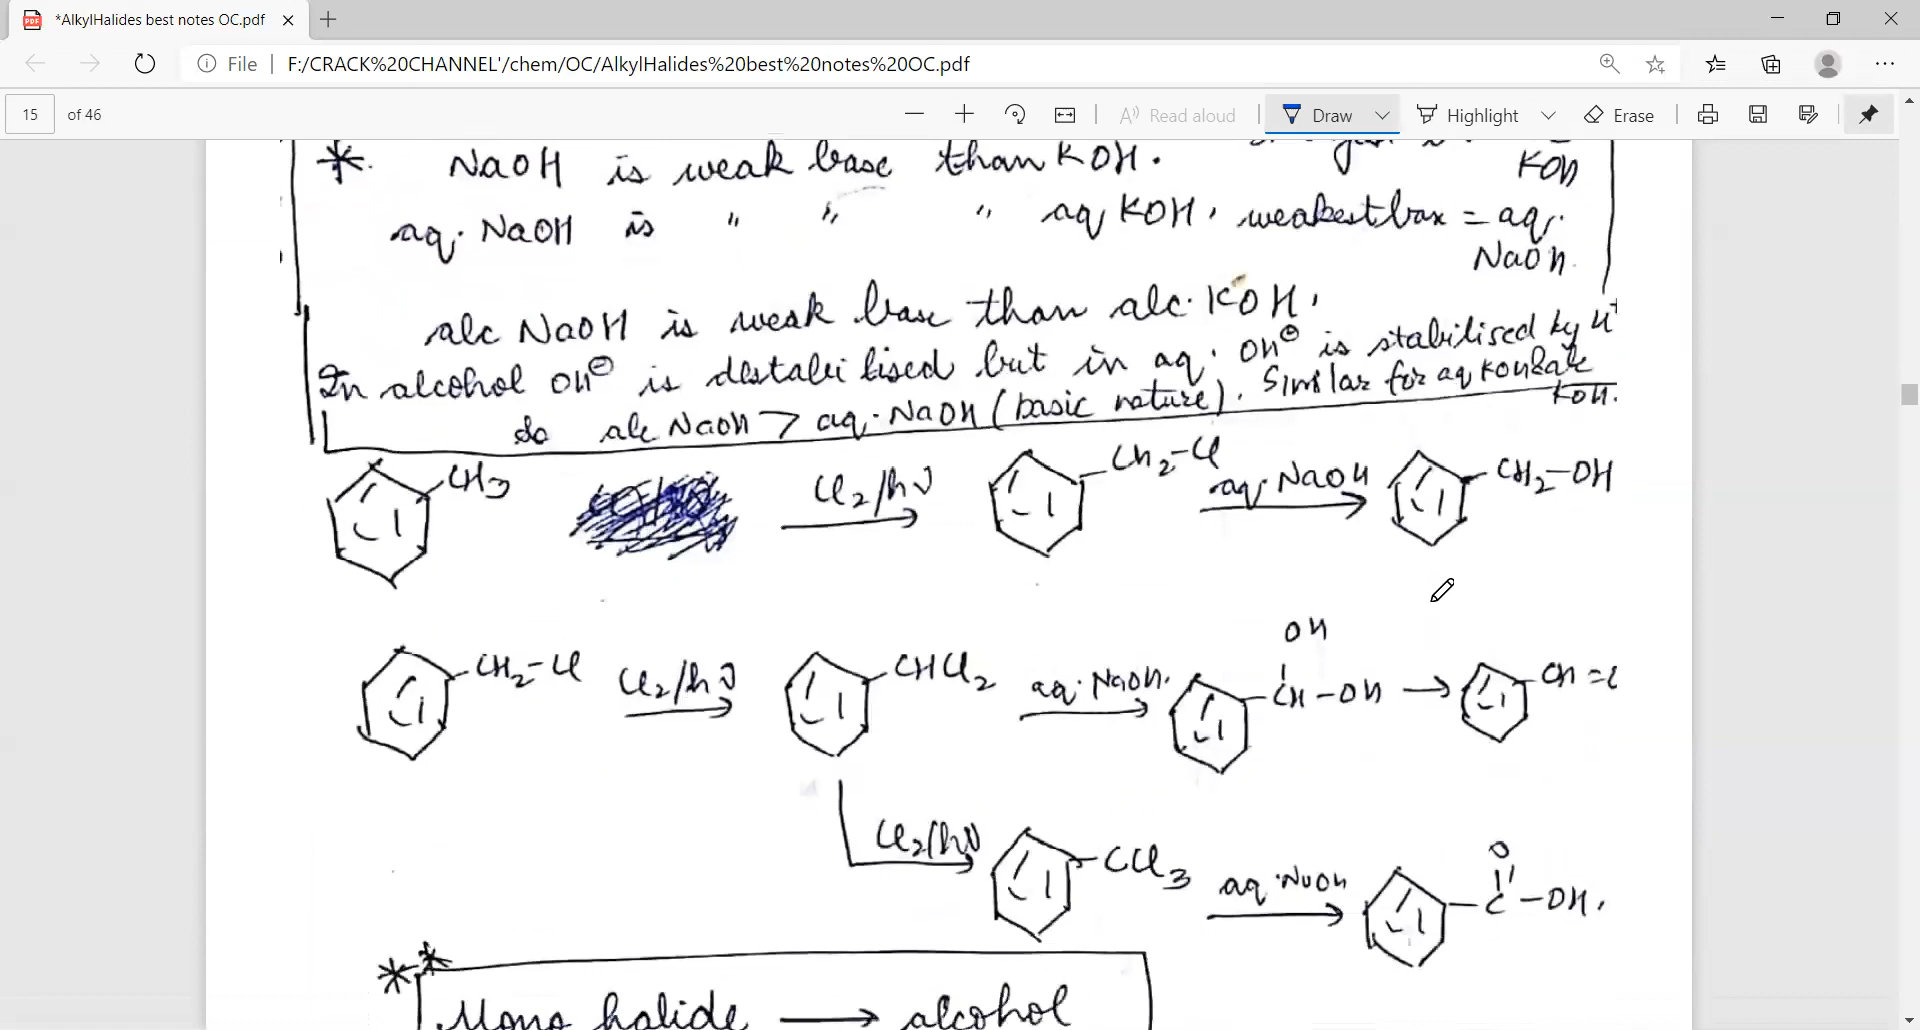 *AlkylHalides best notes OC.pdf
File F:/CRACK%20CHANNEL'/chem/OC/AlkylHalides%20best%20notes%20OC.pdf
15 of 46 Read aloud Draw Highlight Erase
*. NaOH is weak base than KOH.
KOH
aq. NaOH is " " " aq KOH, weakest base = aq.
NaOH.
alc NaOH is weak base than alc. KOH,
In alcohol OH⊖ is destabilised but in aq. OH⊖ is stabilised by H+
so alc NaOH > aq. NaOH (basic nature). Similar for aq KOH & alc
KOH.
CH3 Cl2/hν CH2-Cl aq. NaOH CH2-OH
OH
CH2-Cl Cl2/hν CHCl2 aq. NaOH. CH-OH → CH=
Cl2/hν CCl3 aq. NaOH C-OH.
O
**
Mono halide → alcohol